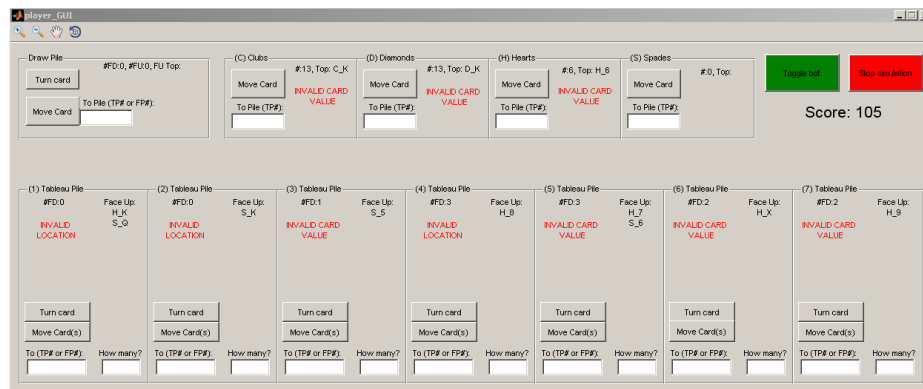 player_GUI
Draw Pile
#FD:0, #FU:0, FU Top:
Turn card
Move Card
To Pile (TP# or FP#):
(C) Clubs
#:13, Top: C_K
Move Card
INVALID CARD
VALUE
To Pile (TP#):
(D) Diamonds
#:13, Top: D_K
Move Card
INVALID CARD
VALUE
To Pile (TP#):
(H) Hearts
#:6, Top: H_6
Move Card
INVALID CARD
VALUE
To Pile (TP#):
(S) Spades
#:0, Top:
Move Card
To Pile (TP#):
Toggle bot
Stop simulation
Score: 105
(1) Tableau Pile
#FD:0
Face Up:
H_K
S_Q
INVALID
LOCATION
Turn card
Move Card(s)
To (TP# or FP#):
How many?
(2) Tableau Pile
#FD:0
Face Up:
S_K
INVALID
LOCATION
Turn card
Move Card(s)
To (TP# or FP#):
How many?
(3) Tableau Pile
#FD:1
Face Up:
S_5
INVALID CARD
VALUE
Turn card
Move Card(s)
To (TP# or FP#):
How many?
(4) Tableau Pile
#FD:3
Face Up:
H_8
INVALID
LOCATION
Turn card
Move Card(s)
To (TP# or FP#):
How many?
(5) Tableau Pile
#FD:3
Face Up:
H_7
S_6
INVALID CARD
VALUE
Turn card
Move Card(s)
To (TP# or FP#):
How many?
(6) Tableau Pile
#FD:2
Face Up:
H_X
INVALID CARD
VALUE
Turn card
Move Card(s)
To (TP# or FP#):
How many?
(7) Tableau Pile
#FD:2
Face Up:
H_9
INVALID CARD
VALUE
Turn card
Move Card(s)
To (TP# or FP#):
How many?